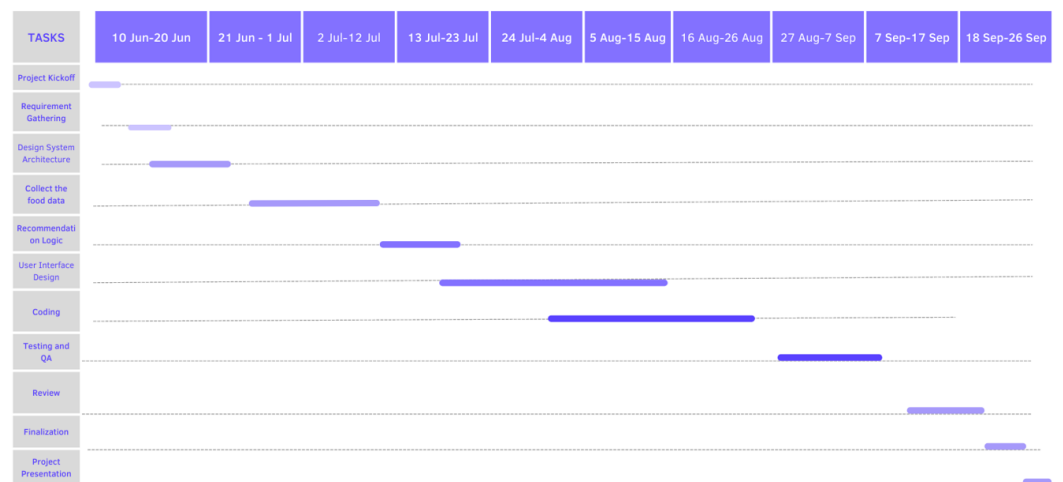 TASKS
10 Jun-20 Jun
21 Jun - 1 Jul
2 Jul-12 Jul
13 Jul-23 Jul
24 Jul-4 Aug
5 Aug-15 Aug
16 Aug-26 Aug
27 Aug-7 Sep
7 Sep-17 Sep
18 Sep-26 Sep
Project Kickoff
Requirement
Gathering
Design System
Architecture
Collect the
food data
Recommendati
on Logic
User Interface
Design
Coding
Testing and
QA
Review
Finalization
Project
Presentation